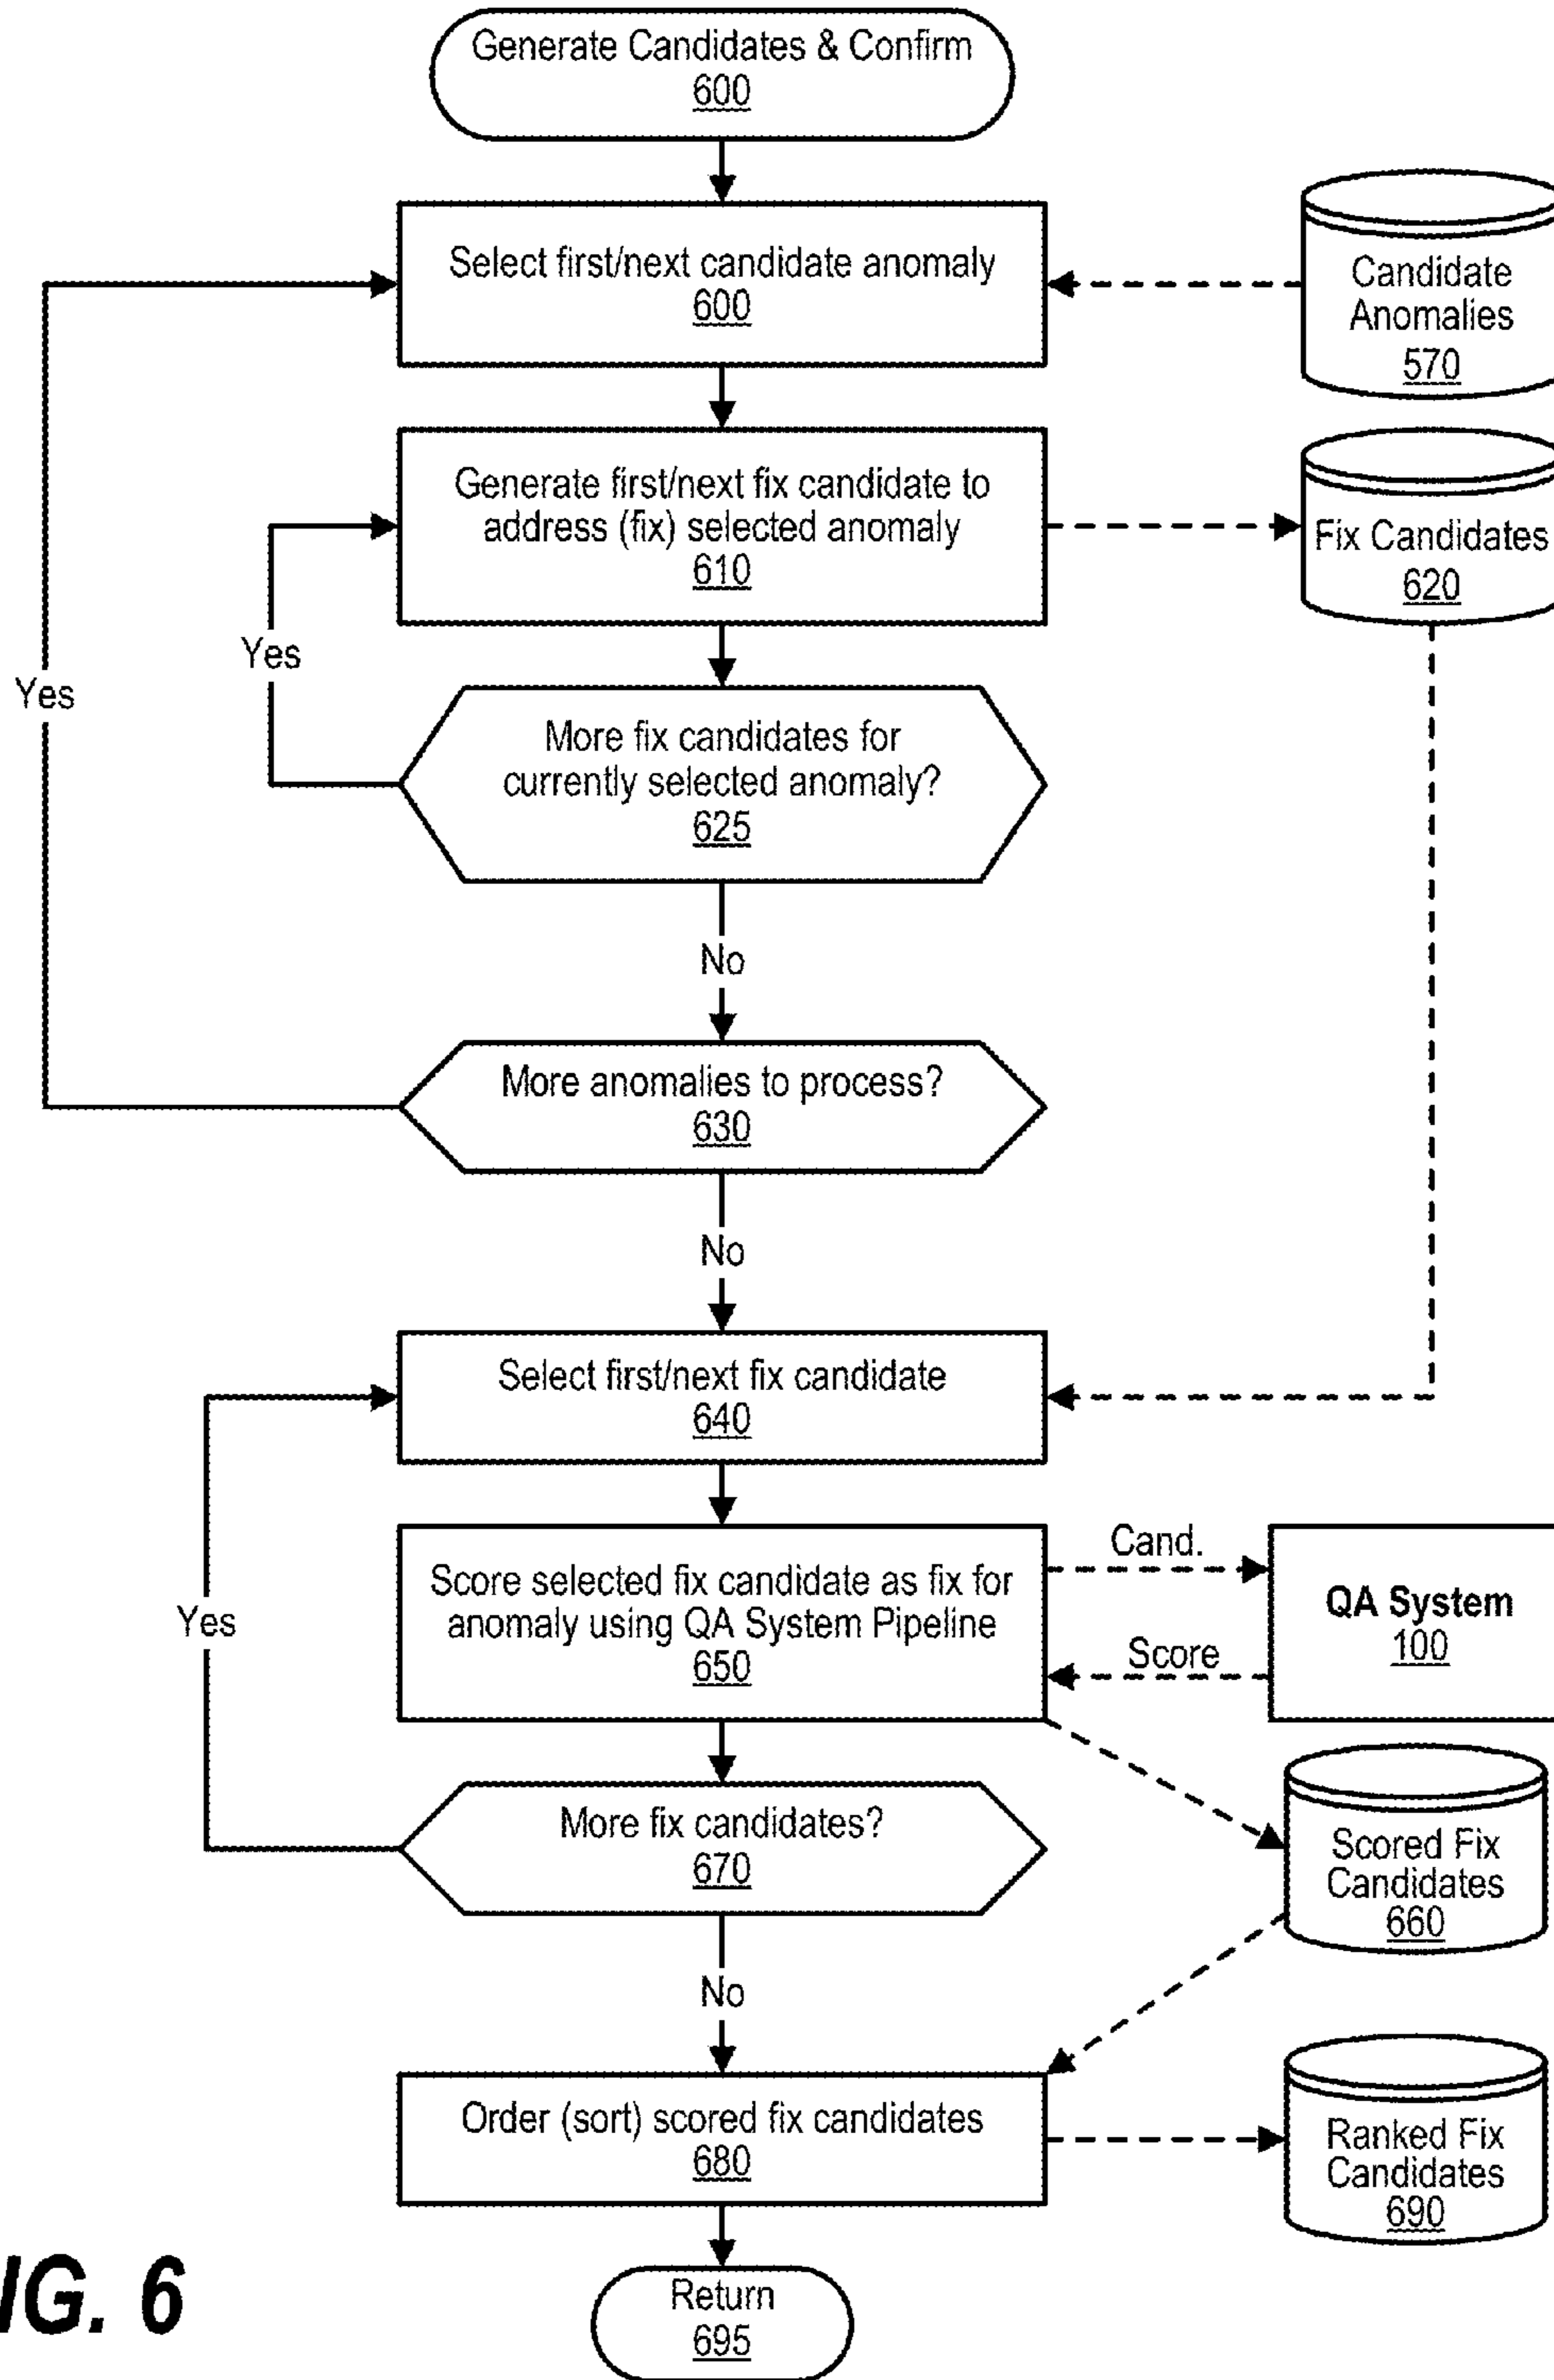 Generate Candidates & Confirm
600
Select first/next candidate anomaly
600
Candidate
Anomalies
570
Generate first/next fix candidate to
address (fix) selected anomaly
610
Fix Candidates
620
Yes
Yes
More fix candidates for
currently selected anomaly?
625
No
More anomalies to process?
630
No
Select first/next fix candidate
640
Score selected fix candidate as fix for
anomaly using QA System Pipeline
650
Cand.
Score
QA System
100
Yes
More fix candidates?
670
Scored Fix
Candidates
660
No
Order (sort) scored fix candidates
680
Ranked Fix
Candidates
690
Return
695
IG. 6